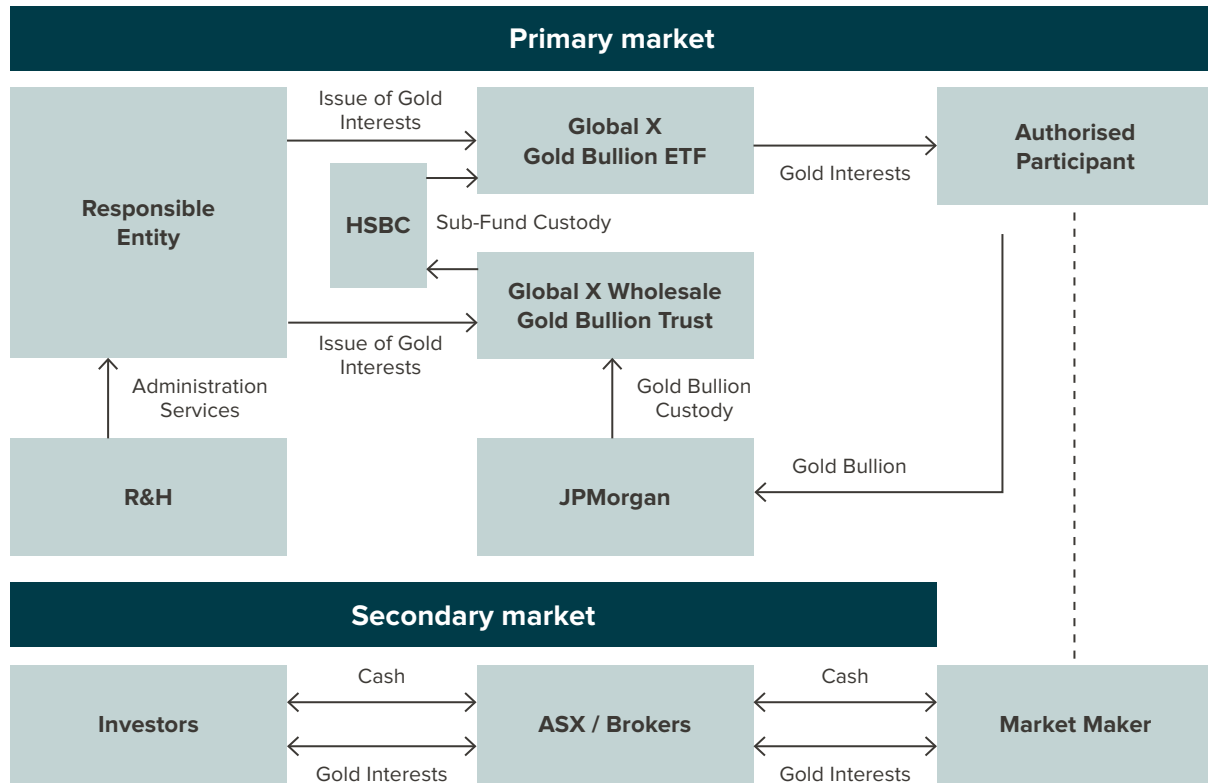 Primary market
Issue of Gold
Interests
Global X
Gold Bullion ETF
Authorised
Participant
Gold Interests
Responsible
Entity
HSBC
Sub-Fund Custody
Global X Wholesale
Gold Bullion Trust
Issue of Gold
Interests
Administration
Services
Gold Bullion
Custody
Gold Bullion
R&H
JPMorgan
Secondary market
Cash
Cash
Investors
ASX / Brokers
Market Maker
Gold Interests
Gold Interests